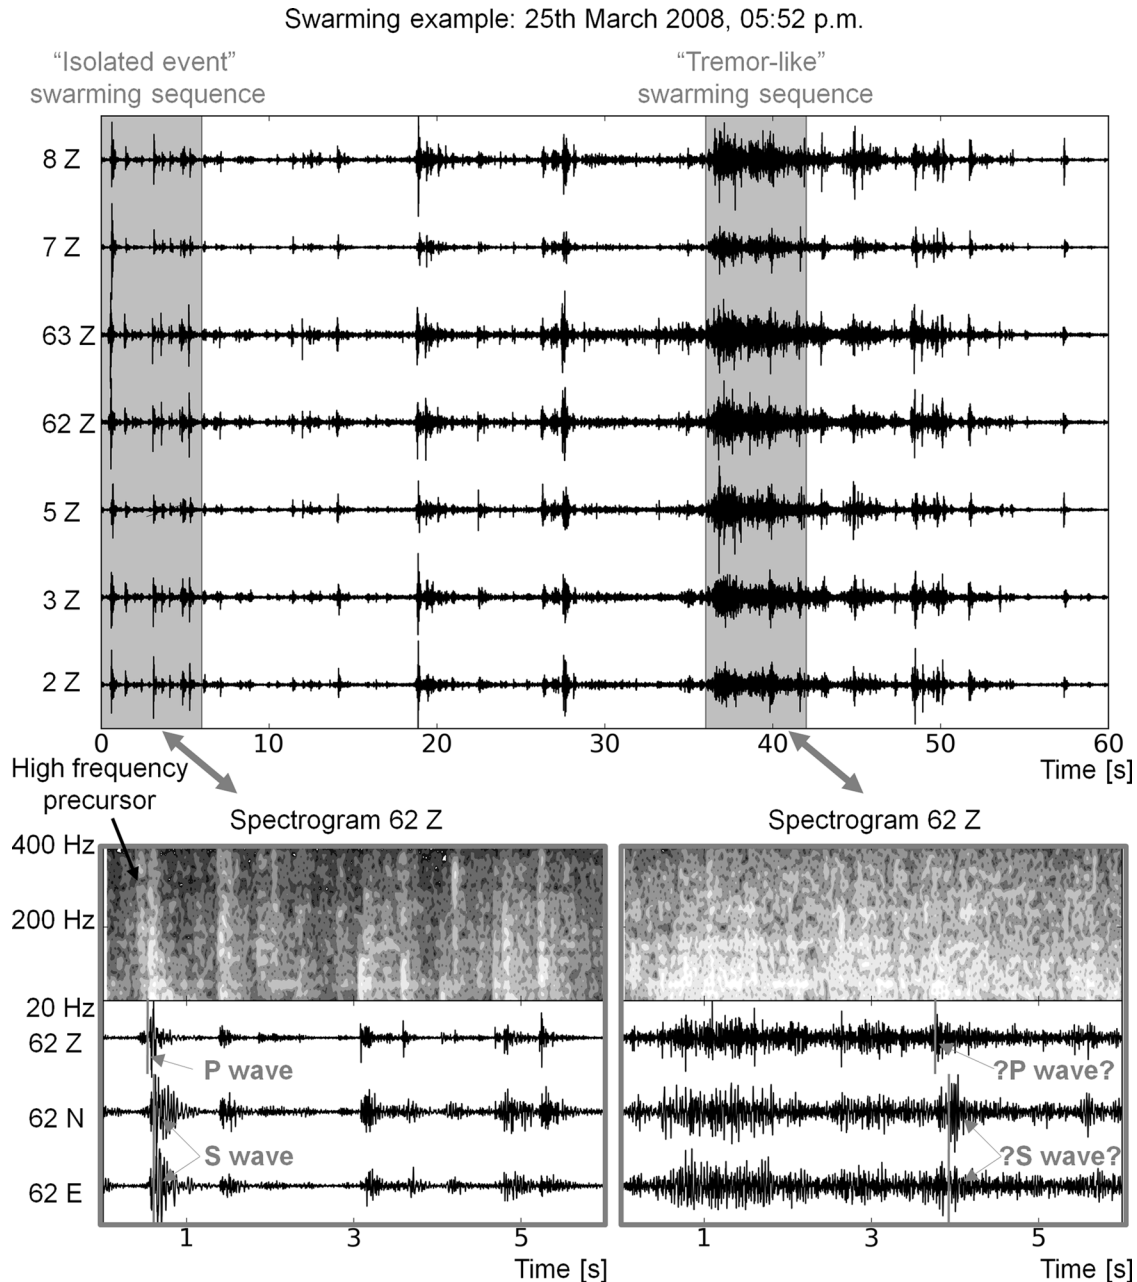 Swarming example: 25th March 2008, 05:52 p.m.
“Isolated event”
swarming sequence
“Tremor-like”
swarming sequence
8 Z
7 Z
63 Z
62 Z
5 Z
3 Z
2 Z
0 10 20 30 40 50 60
Time [s]
High frequency
precursor
Spectrogram 62 Z
Spectrogram 62 Z
400 Hz
200 Hz
20 Hz
62 Z
P wave
?P wave?
62 N
S wave
?S wave?
62 E
1 3 5
1 3 5
Time [s]
Time [s]